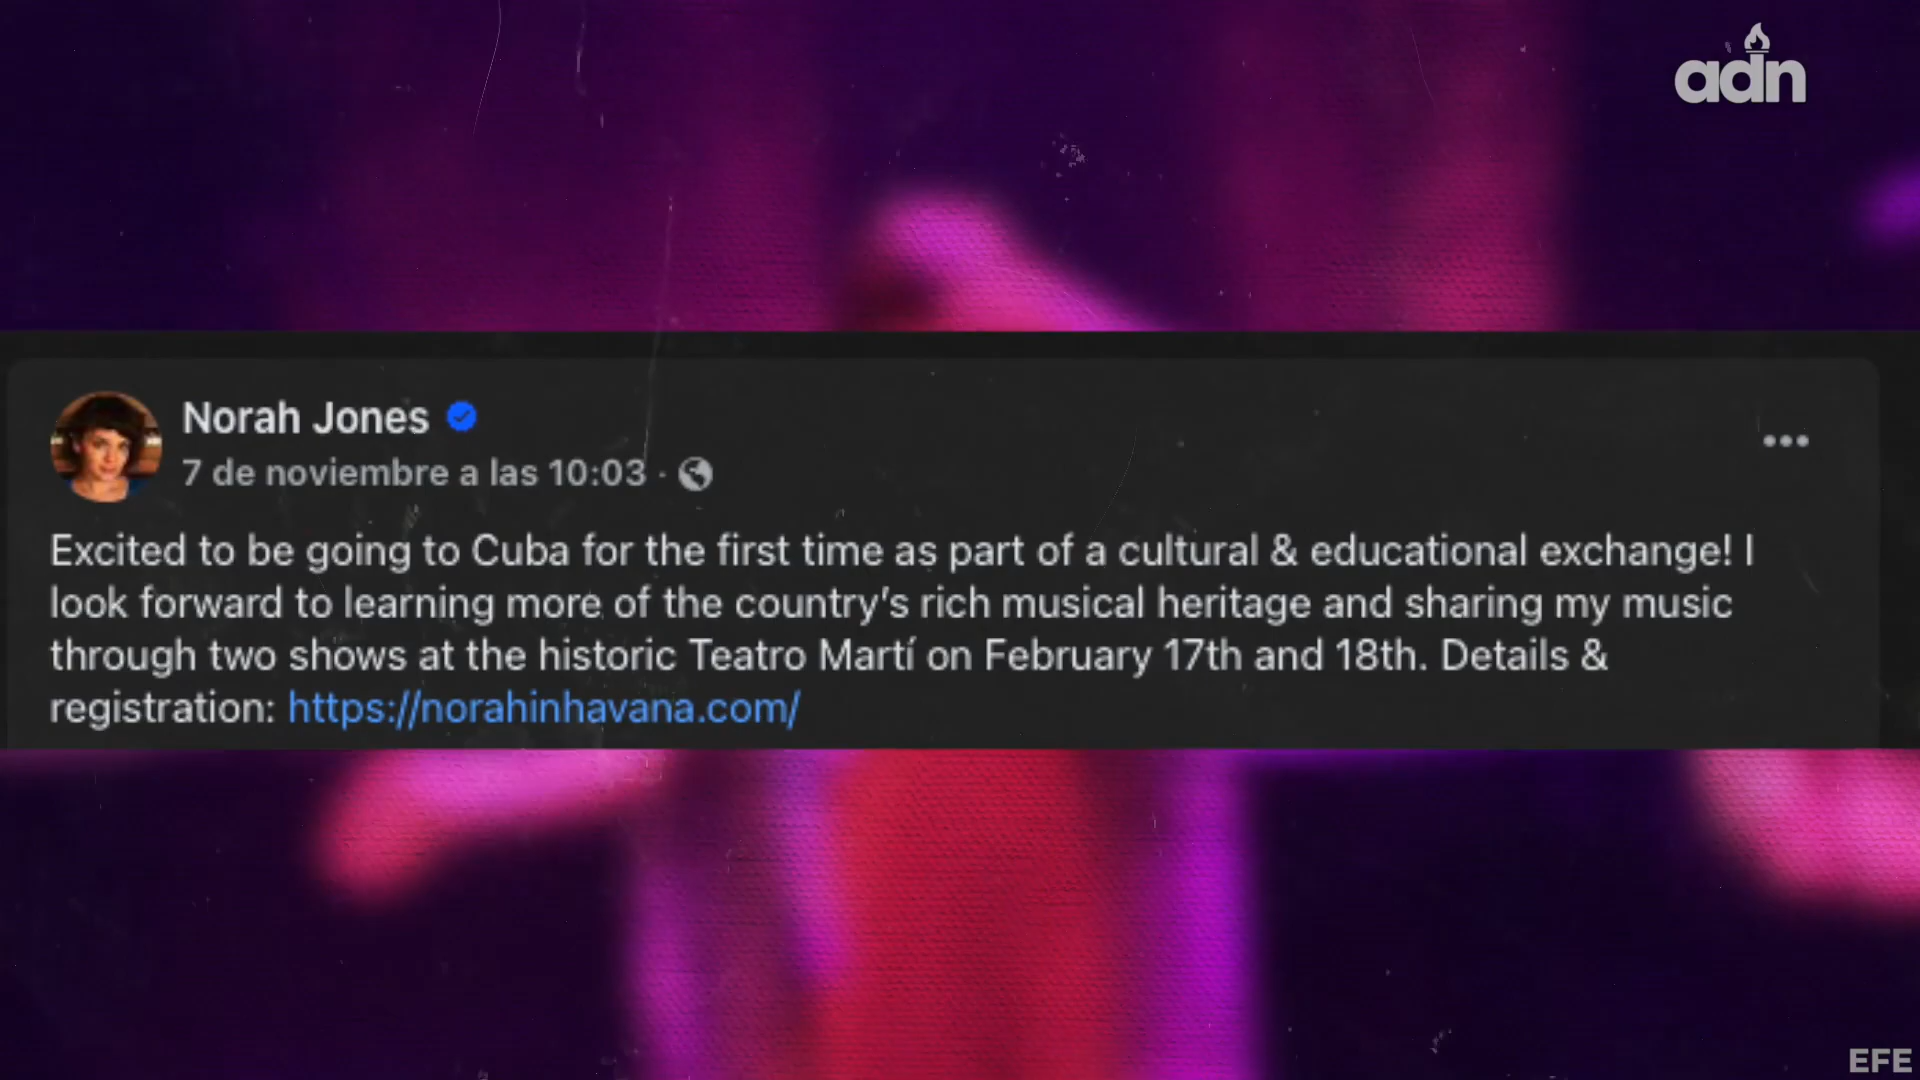 adn
Norah Jones
7 de noviembre a las 10:03 ·
Excited to be going to Cuba for the first time as part of a cultural & educational exchange! I
look forward to learning more of the country's rich musical heritage and sharing my music
through two shows at the historic Teatro Martí on February 17th and 18th. Details &
registration: https://norahinhavana.com/
EFE